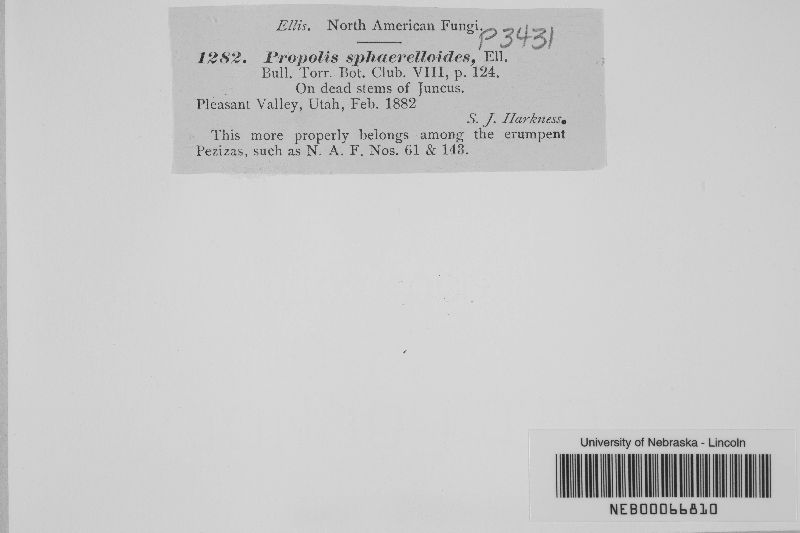 Ellis. North American Fungi.
P3431
1282. Propolis sphaerelloides, Ell.
Bull. Torr. Bot. Club. VIII, p. 124.
On dead stems of Juncus.
Pleasant Valley, Utah, Feb. 1882
S. J. Harkness.
This more properly belongs among the erumpent
Pezizas, such as N. A. F. Nos. 61 & 143.
University of Nebraska - Lincoln
NEB00066810